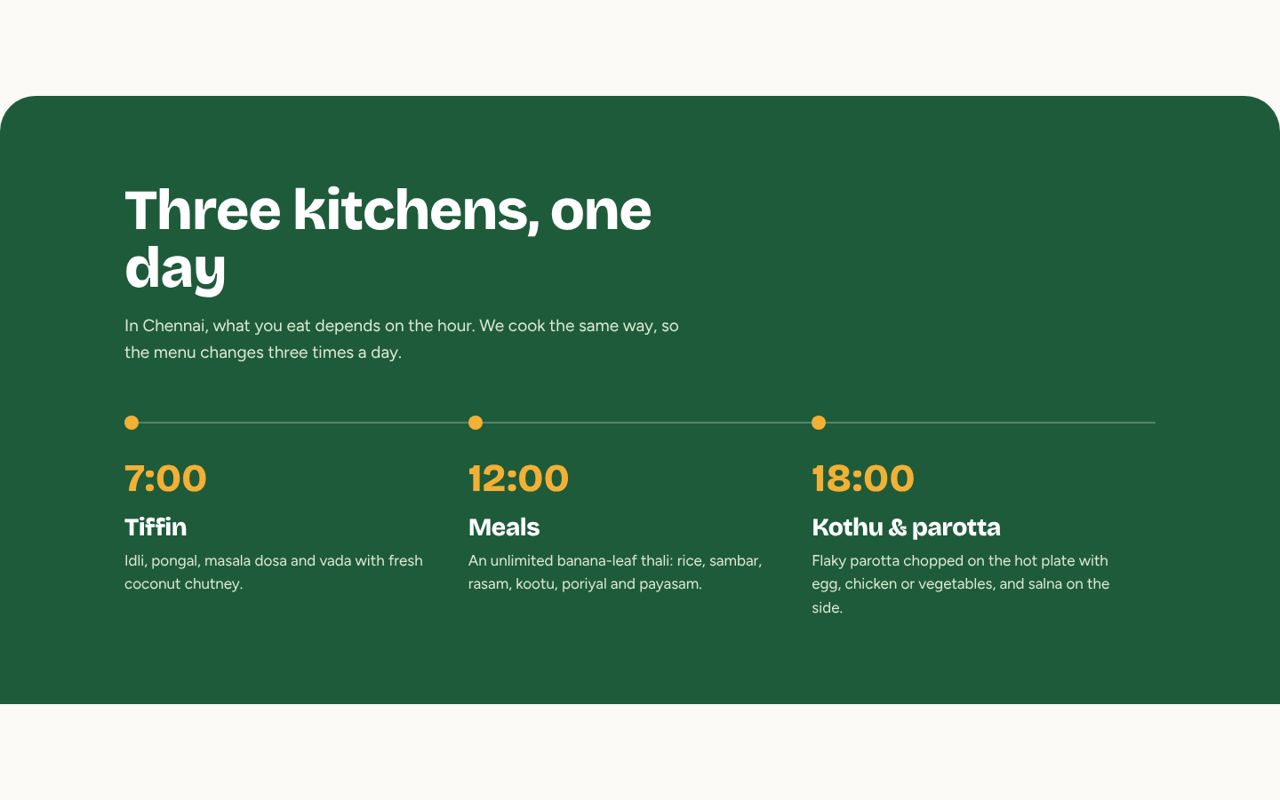 Three kitchens, one
day
In Chennai, what you eat depends on the hour. We cook the same way, so
the menu changes three times a day.
7:00
Tiffin
Idli, pongal, masala dosa and vada with fresh
coconut chutney.
12:00
Meals
An unlimited banana-leaf thali: rice, sambar,
rasam, kootu, poriyal and payasam.
18:00
Kothu & parotta
Flaky parotta chopped on the hot plate with
egg, chicken or vegetables, and salna on the
side.